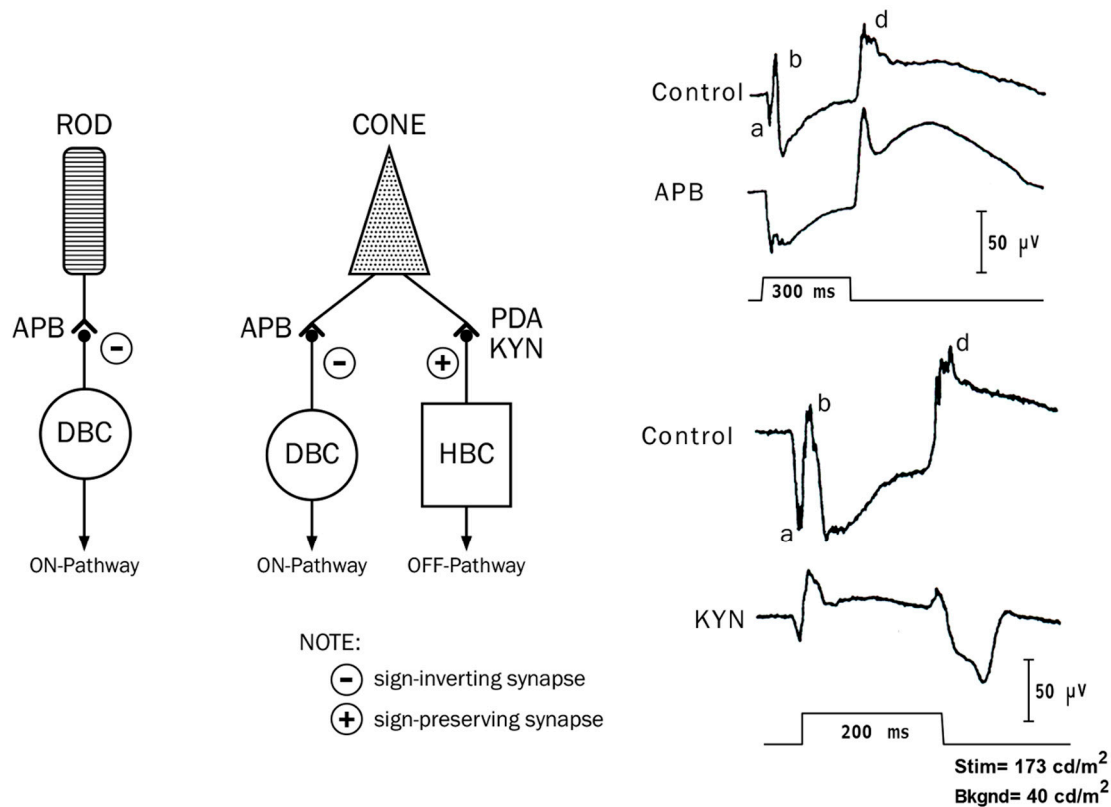 ROD
APB
−
DBC
ON-Pathway
CONE
APB
−
DBC
ON-Pathway
PDA
KYN
+
HBC
OFF-Pathway
NOTE:
− sign-inverting synapse
+ sign-preserving synapse
d
b
Control
a
APB
50 µV
300 ms
d
b
Control
a
KYN
50 µV
200 ms
Stim= 173 cd/m²
Bkgnd= 40 cd/m²